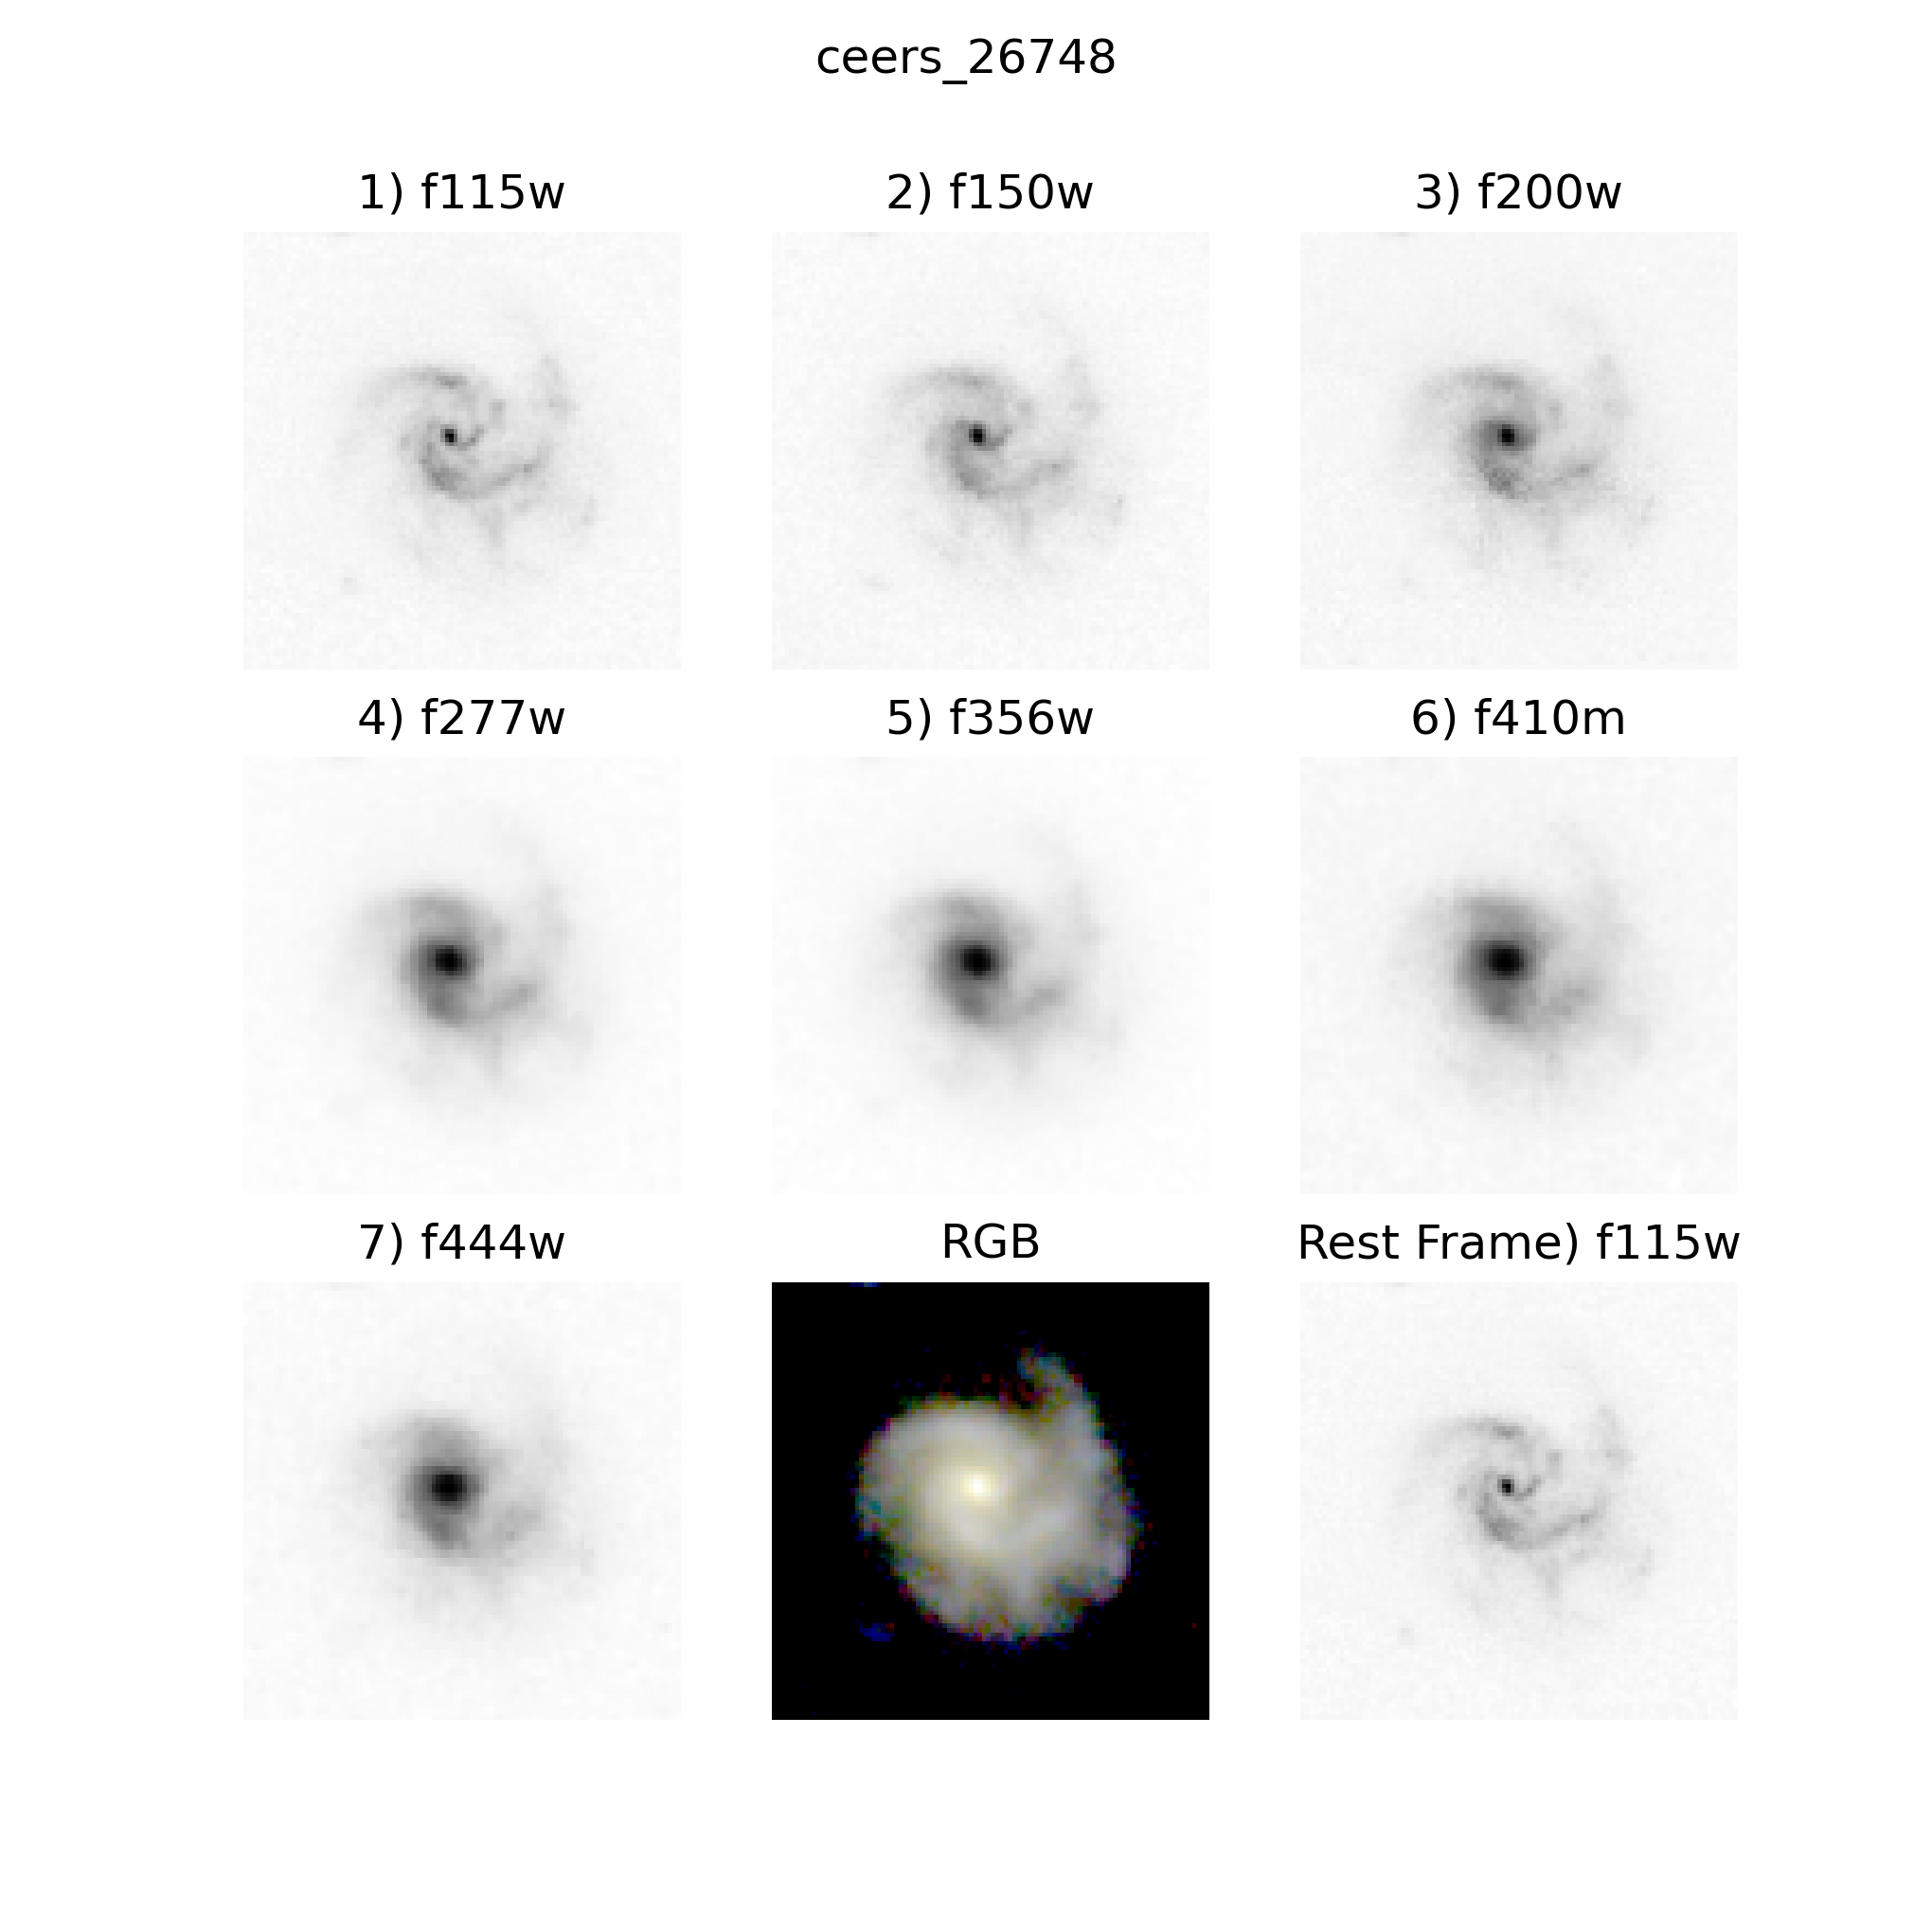 ceers_26748
1) f115w
2) f150w
3) f200w
4) f277w
5) f356w
6) f410m
7) f444w
RGB
Rest Frame) f115w